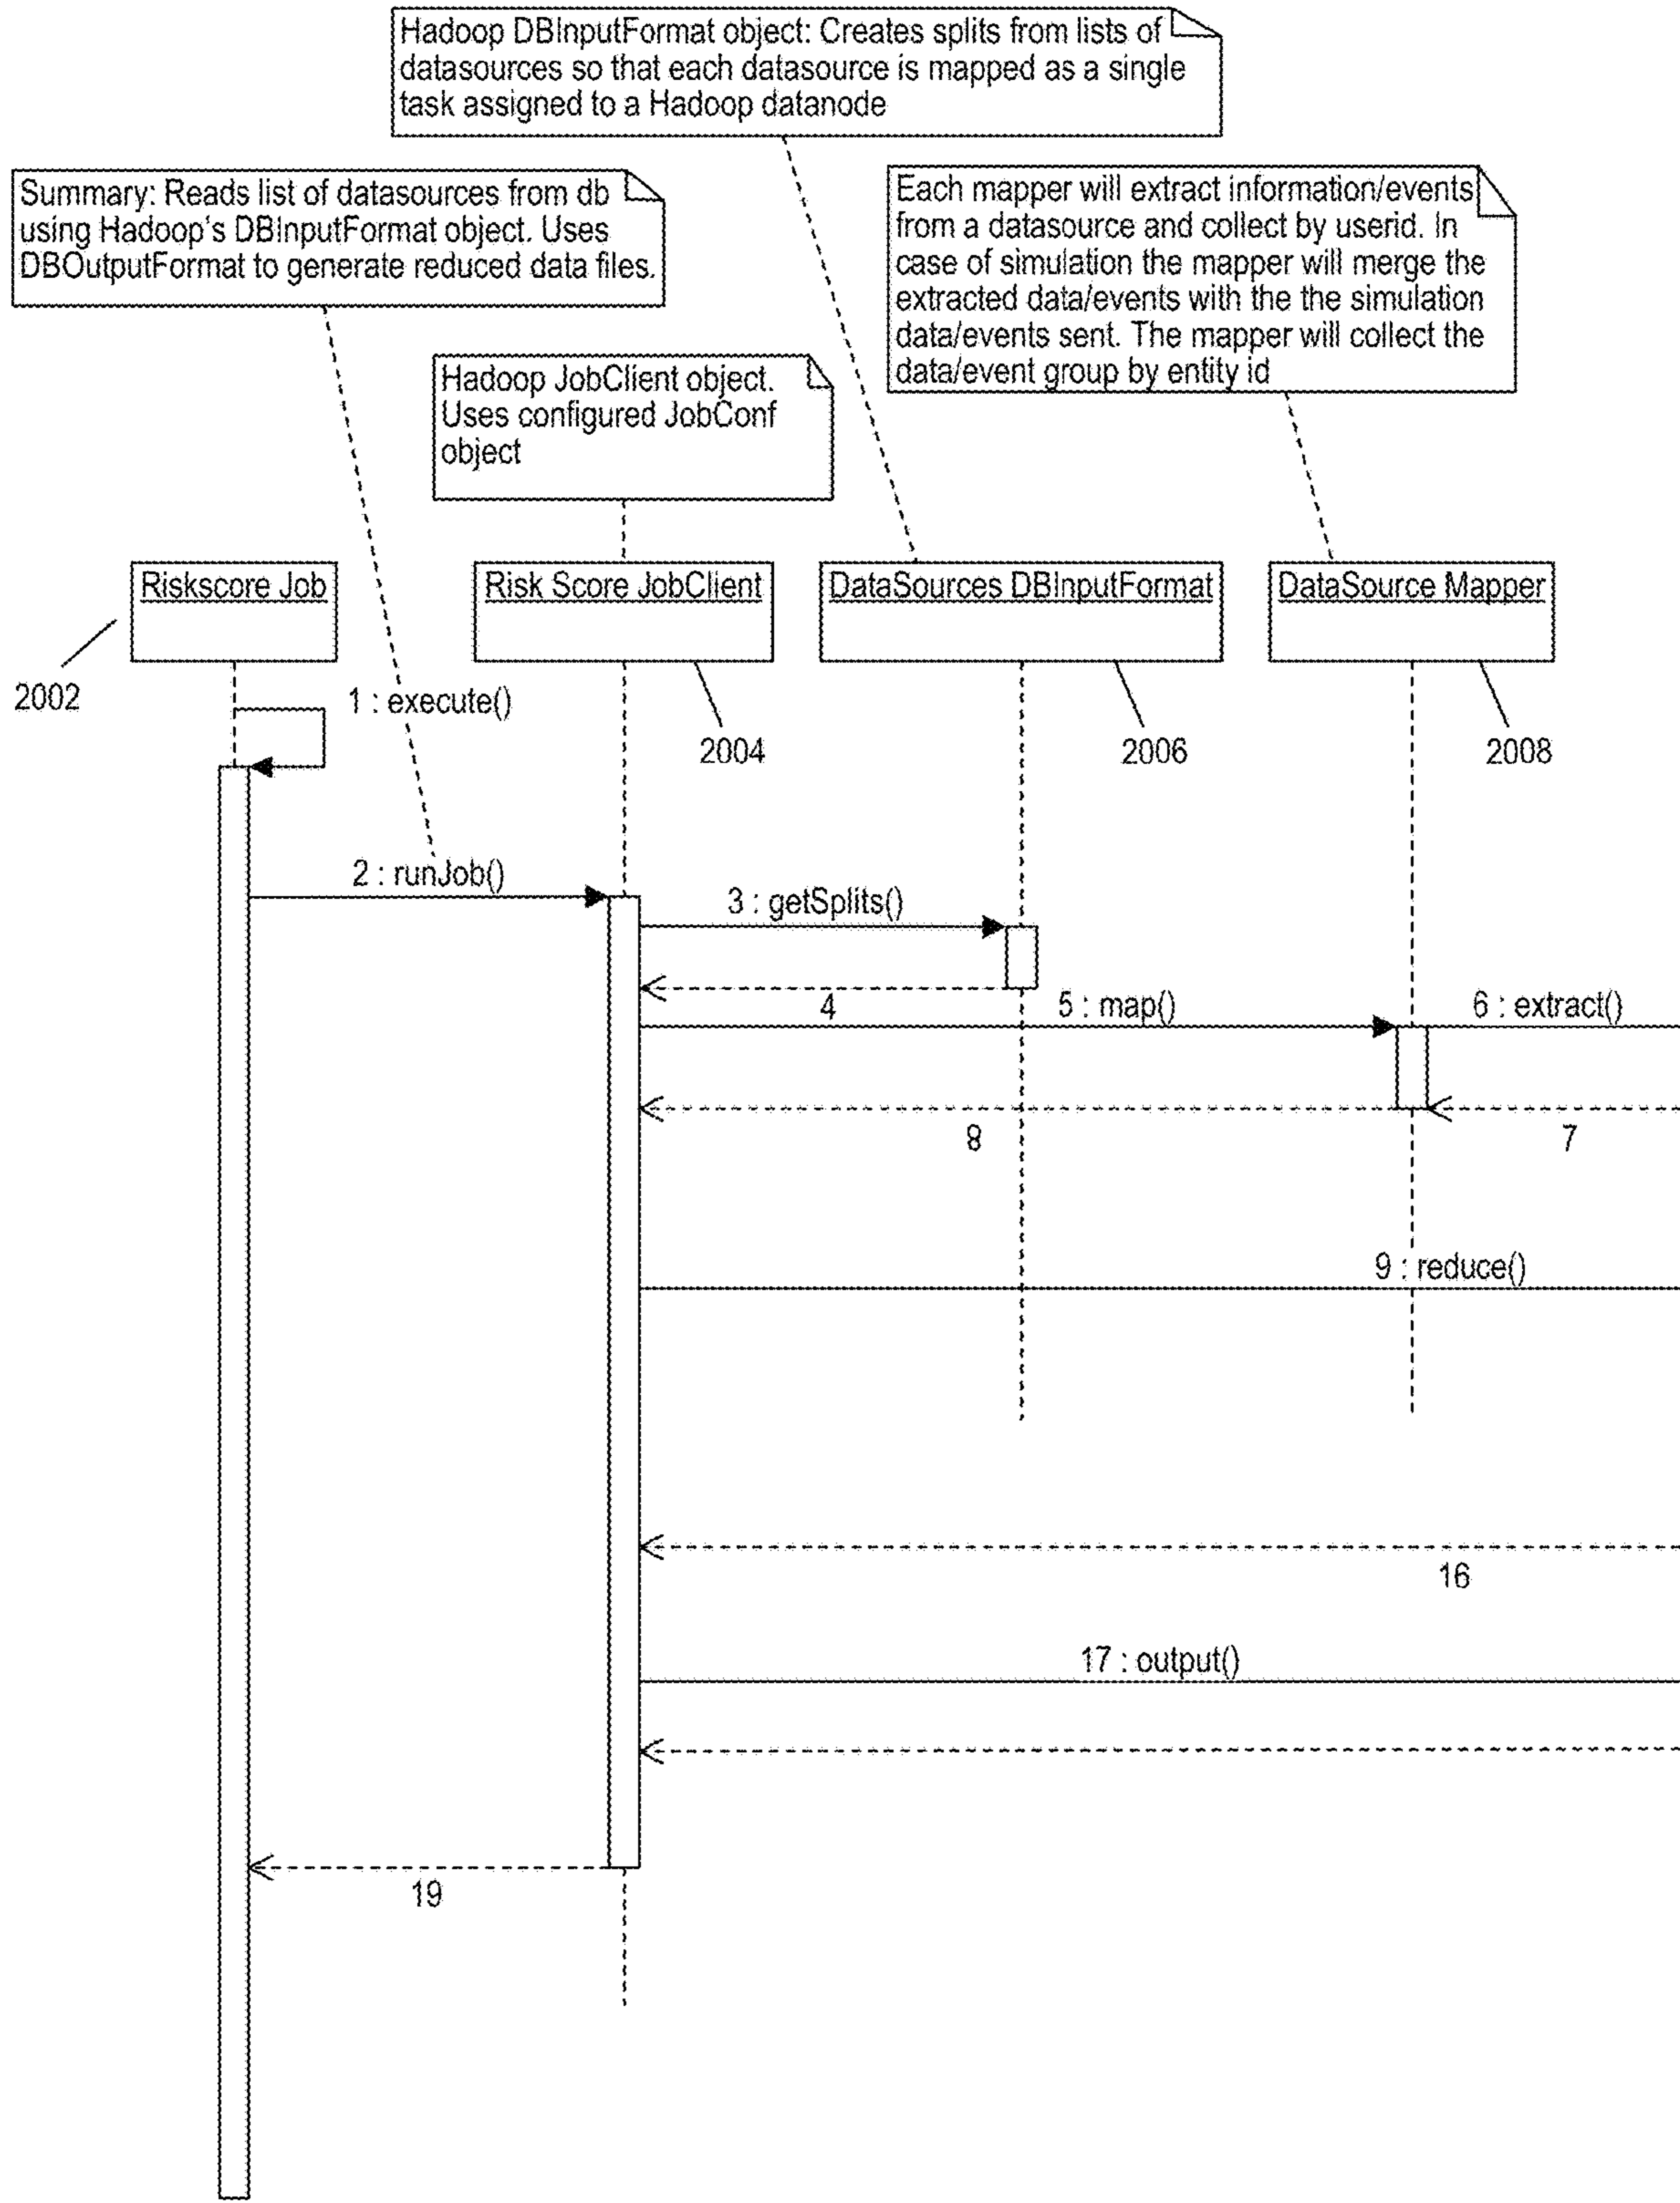 Hadoop DBInputFormat object: Creates splits from lists of
datasources so that each datasource is mapped as a single
task assigned to a Hadoop datanode
Summary: Reads list of datasources from db
using Hadoop's DBInputFormat object. Uses
DBOutputFormat to generate reduced data files.
Each mapper will extract information/events
from a datasource and collect by userid. In
case of simulation the mapper will merge the
extracted data/events with the the simulation
data/events sent. The mapper will collect the
data/event group by entity id
Hadoop JobClient object.
Uses configured JobConf
object
Riskscore Job
Risk Score JobClient
DataSources DBInputFormat
DataSource Mapper
2002
1 : execute()
2004
2006
2008
2 : runJob()
3 : getSplits()
4
5 : map()
6 : extract()
8
7
9 : reduce()
16
17 : output()
19